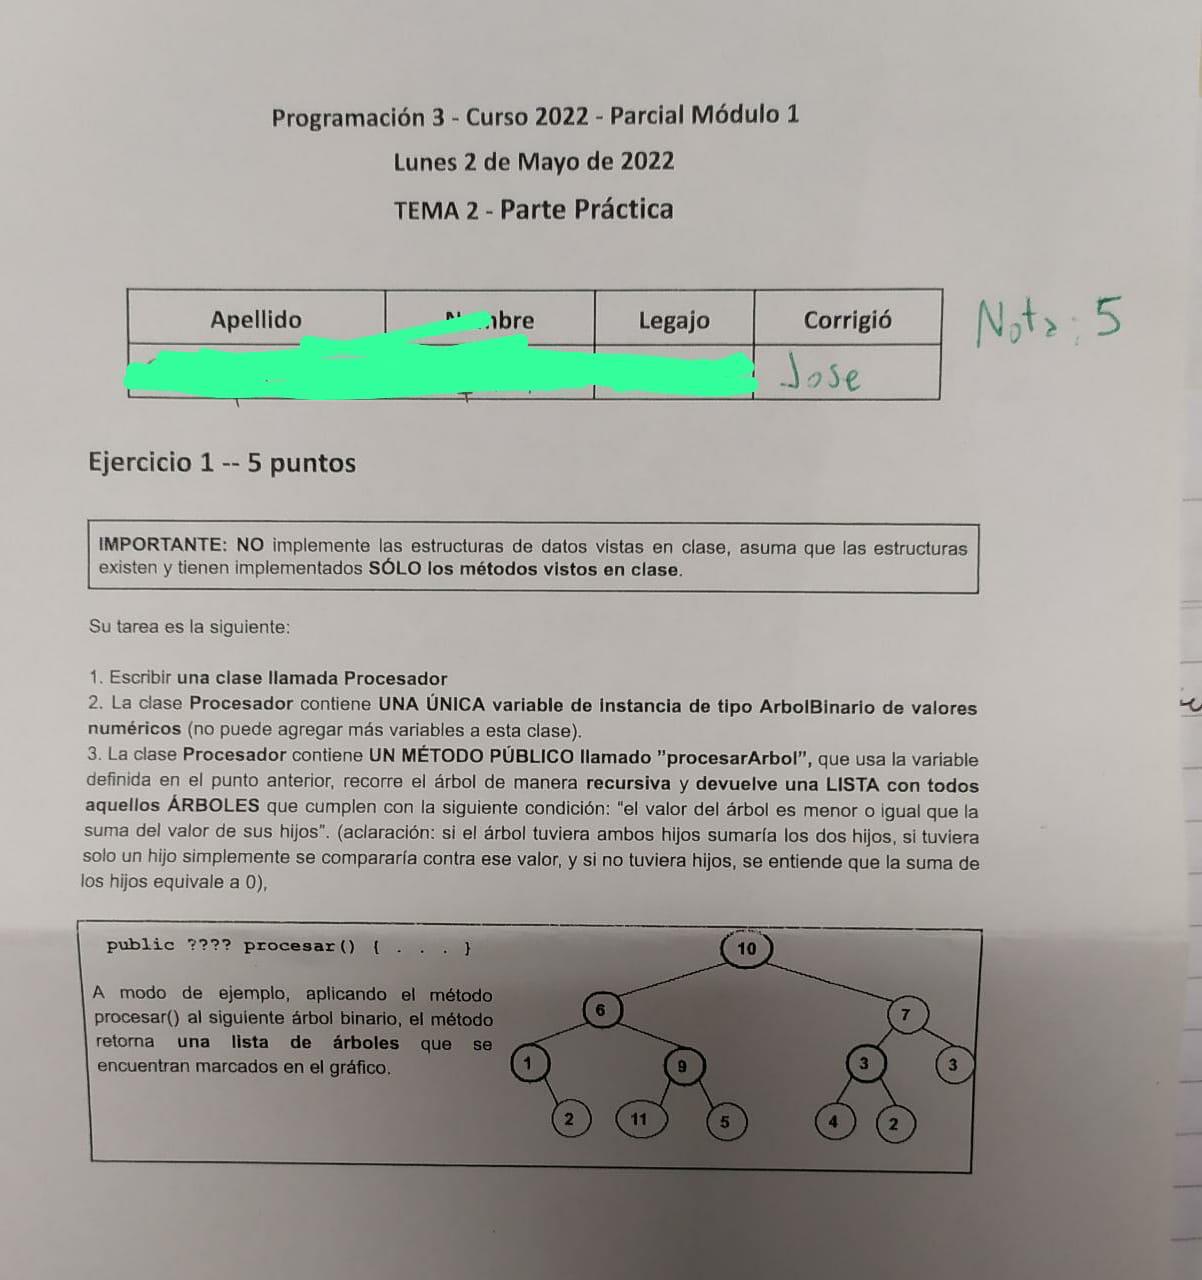 Programación 3 - Curso 2022 - Parcial Módulo 1
Lunes 2 de Mayo de 2022
TEMA 2 - Parte Práctica
Apellido Legajo Corrigió
Jose
Nota: 5
Ejercicio 1 -- 5 puntos
IMPORTANTE: NO implemente las estructuras de datos vistas en clase, asuma que las estructuras
existen y tienen implementados SÓLO los métodos vistos en clase.
Su tarea es la siguiente:
1. Escribir una clase llamada Procesador
2. La clase Procesador contiene UNA ÚNICA variable de instancia de tipo ArbolBinario de valores
numéricos (no puede agregar más variables a esta clase).
3. La clase Procesador contiene UN MÉTODO PÚBLICO llamado "procesarArbol", que usa la variable
definida en el punto anterior, recorre el árbol de manera recursiva y devuelve una LISTA con todos
aquellos ÁRBOLES que cumplen con la siguiente condición: "el valor del árbol es menor o igual que la
suma del valor de sus hijos". (aclaración: si el árbol tuviera ambos hijos sumaría los dos hijos, si tuviera
solo un hijo simplemente se compararía contra ese valor, y si no tuviera hijos, se entiende que la suma de
los hijos equivale a 0),
public ???? procesar() { . . . }
A modo de ejemplo, aplicando el método
procesar() al siguiente árbol binario, el método
retorna una lista de árboles que se
encuentran marcados en el gráfico.
10
6 7
1 9 3 3
2 11 5 4 2